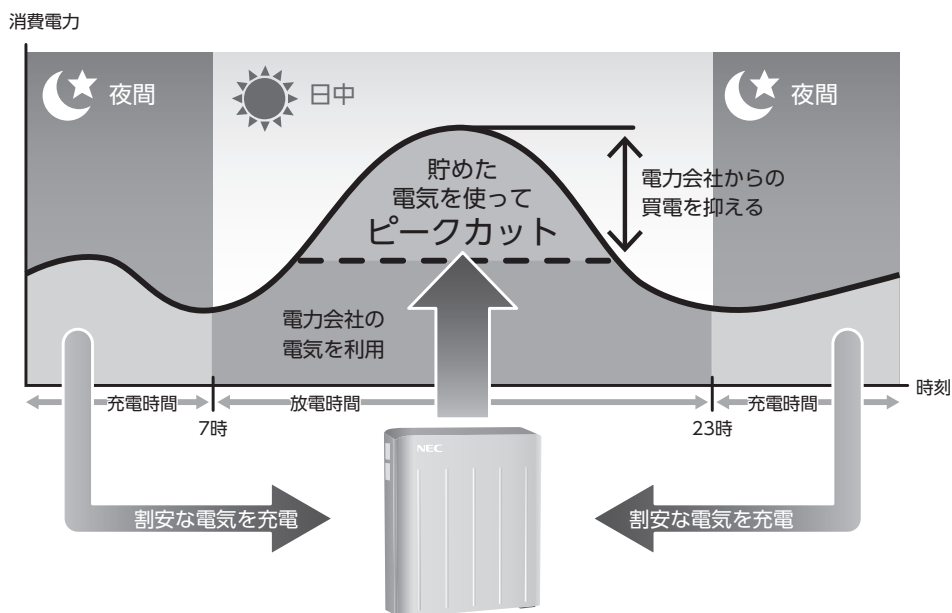 消費電力
夜間
日中
夜間
貯めた
電気を使って
ピークカット
電力会社からの
買電を抑える
電力会社の
電気を利用
時刻
充電時間
放電時間
充電時間
7時
23時
NEC
割安な電気を充電
割安な電気を充電